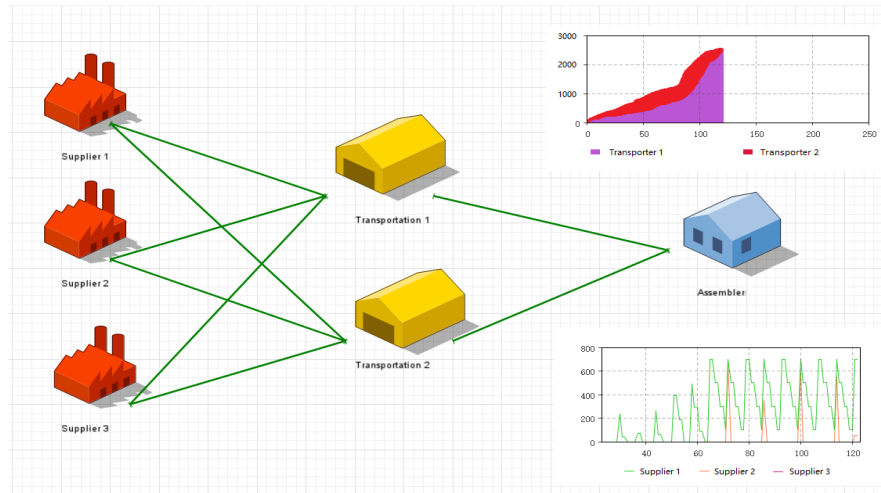 Supplier 1
Supplier 2
Supplier 3
Transportation 1
Transportation 2
Assembler
3000
2000
1000
0
0 50 100 150 200 250
Transporter 1 Transporter 2
800
600
400
200
0
40 60 80 100 120
Supplier 1 Supplier 2 Supplier 3